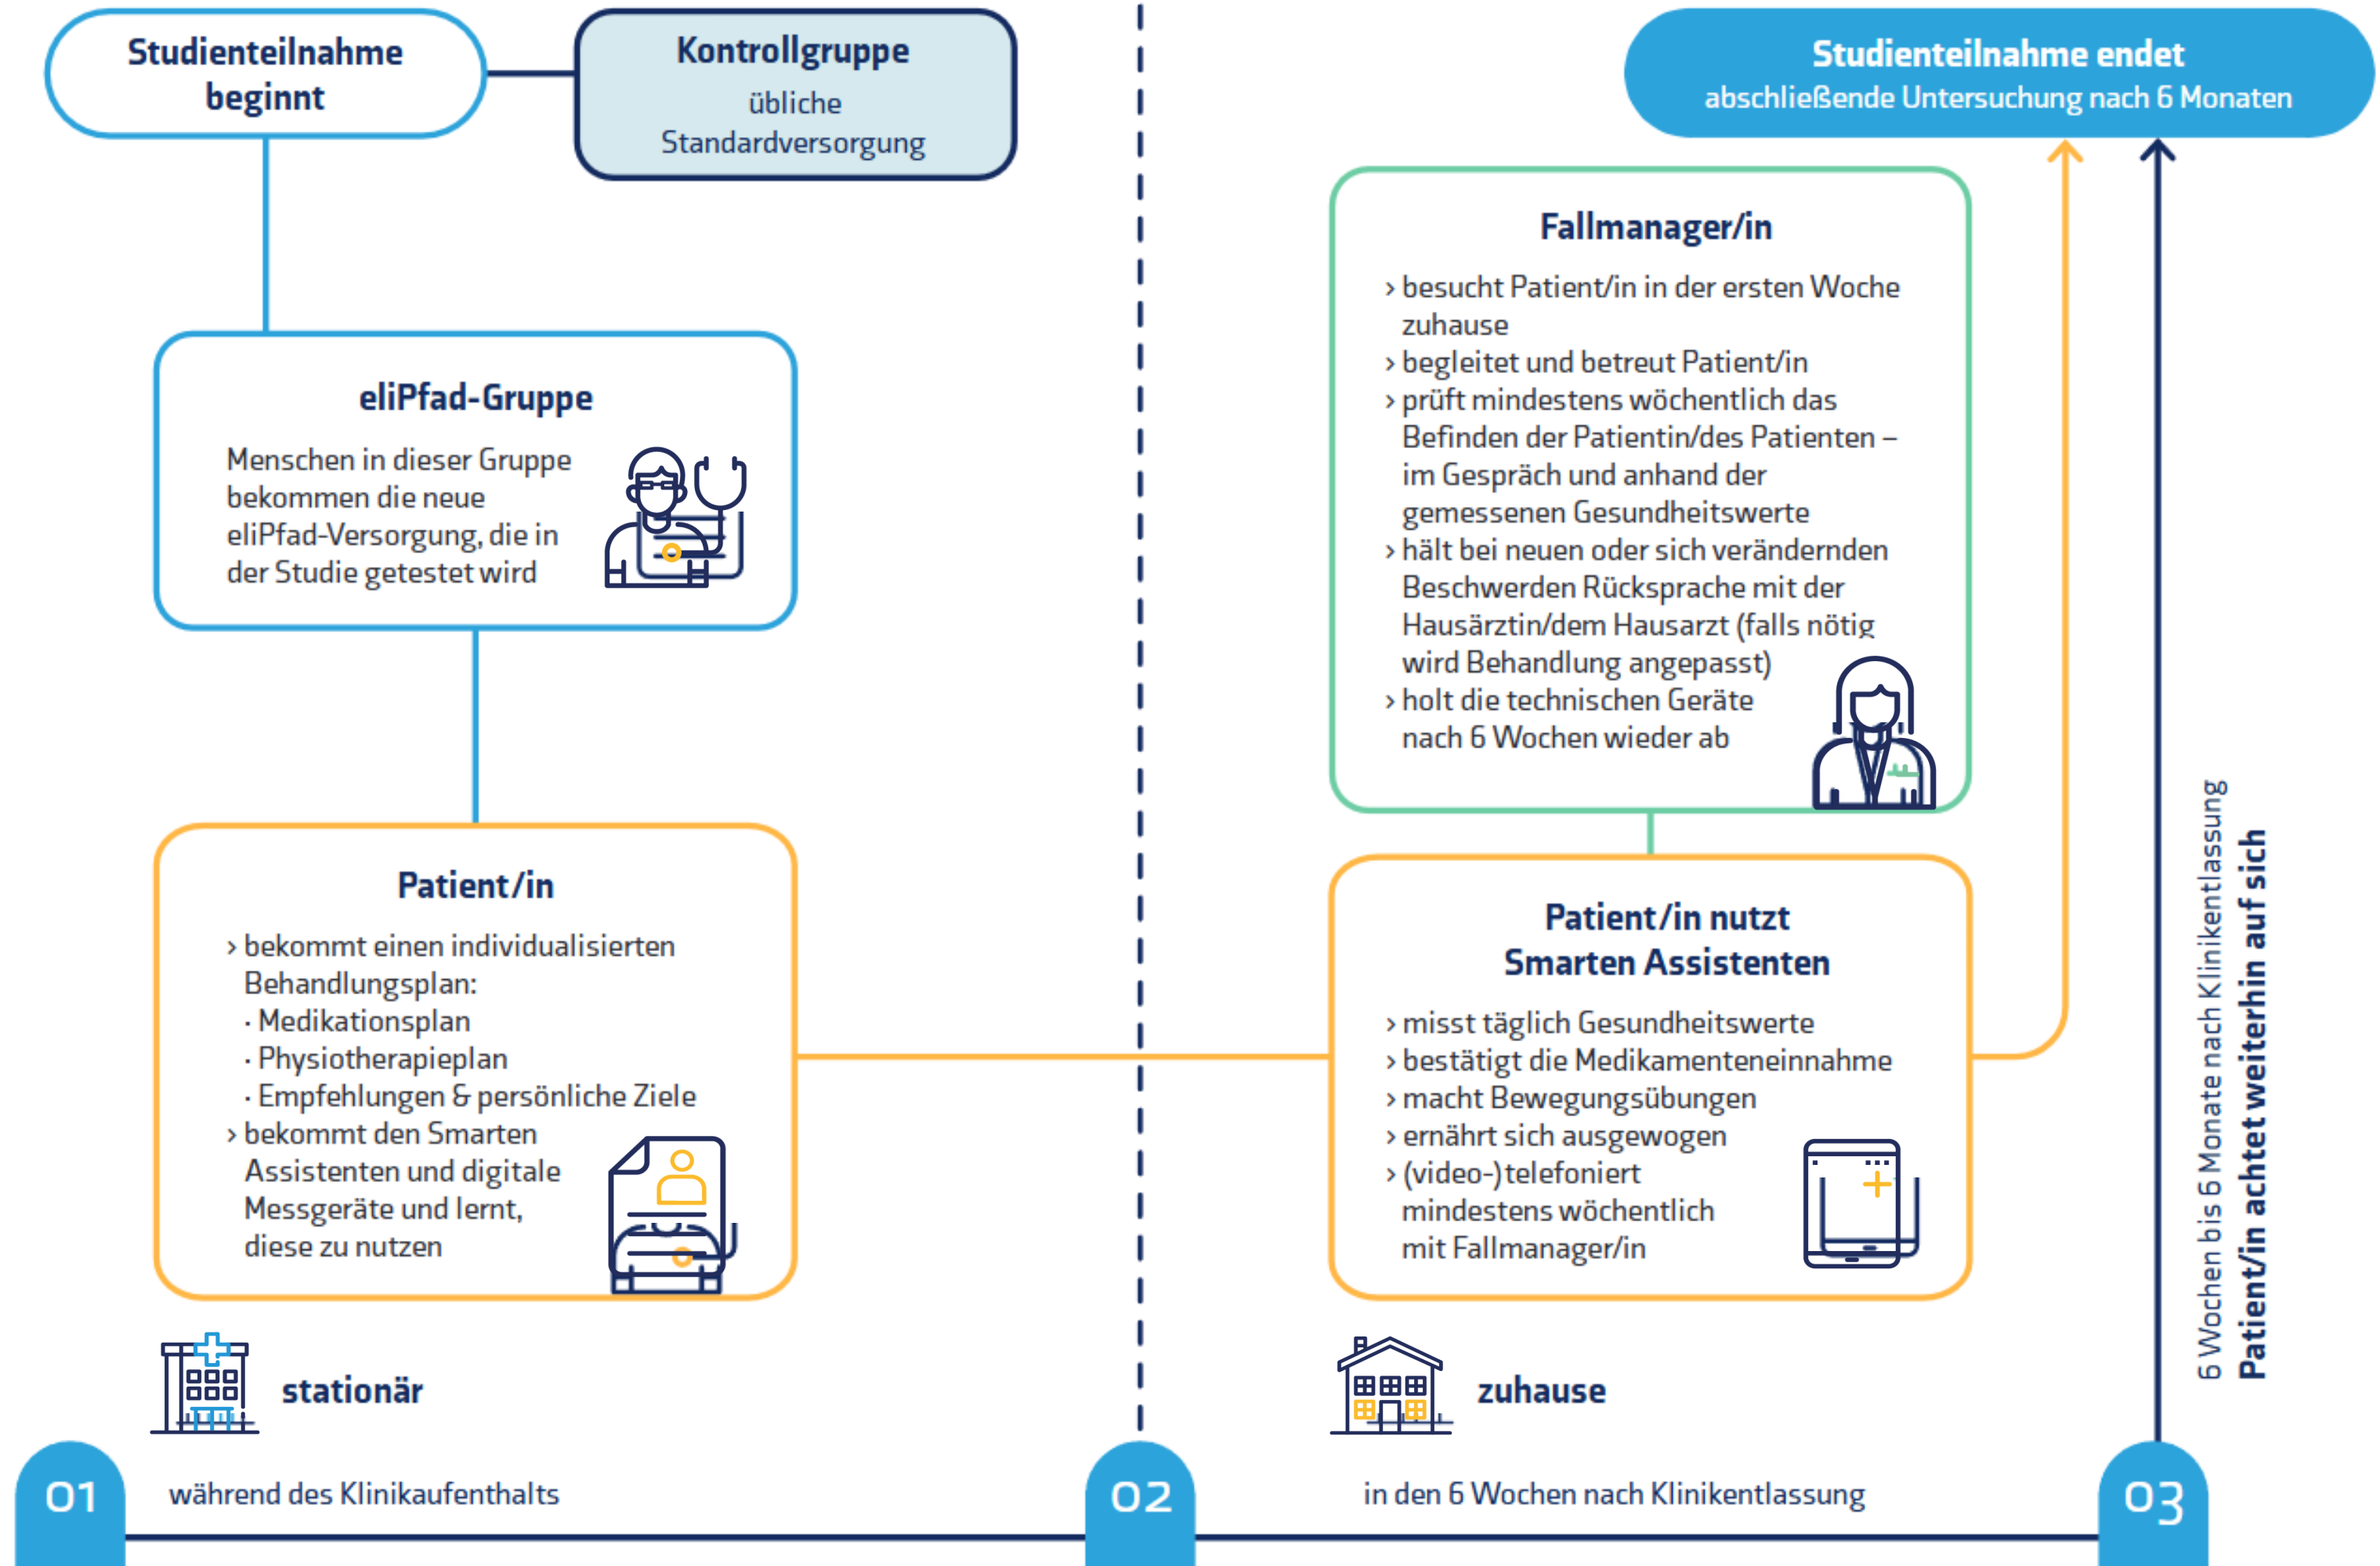 Studienteilnahme
beginnt
Kontrollgruppe
übliche
Standardversorgung
eliPfad-Gruppe
Menschen in dieser Gruppe
bekommen die neue
eliPfad-Versorgung, die in
der Studie getestet wird
Patient/in
› bekommt einen individualisierten
Behandlungsplan:
· Medikationsplan
· Physiotherapieplan
· Empfehlungen & persönliche Ziele
› bekommt den Smarten
Assistenten und digitale
Messgeräte und lernt,
diese zu nutzen
stationär
01
während des Klinikaufenthalts
Studienteilnahme endet
abschließende Untersuchung nach 6 Monaten
Fallmanager/in
› besucht Patient/in in der ersten Woche
zuhause
› begleitet und betreut Patient/in
› prüft mindestens wöchentlich das
Befinden der Patientin/des Patienten –
im Gespräch und anhand der
gemessenen Gesundheitswerte
› hält bei neuen oder sich verändernden
Beschwerden Rücksprache mit der
Hausärztin/dem Hausarzt (falls nötig
wird Behandlung angepasst)
› holt die technischen Geräte
nach 6 Wochen wieder ab
Patient/in nutzt
Smarten Assistenten
› misst täglich Gesundheitswerte
› bestätigt die Medikamenteneinnahme
› macht Bewegungsübungen
› ernährt sich ausgewogen
› (video-)telefoniert
mindestens wöchentlich
mit Fallmanager/in
zuhause
02
in den 6 Wochen nach Klinikentlassung
03
6 Wochen bis 6 Monate nach Klinikentlassung
Patient/in achtet weiterhin auf sich